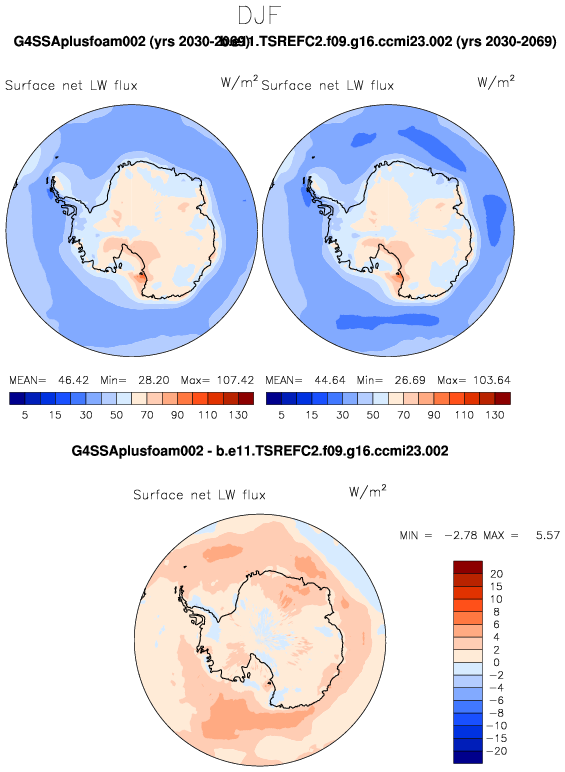 DJF
G4SSAplusfoam002 (yrs 2030-2069) b.e11.TSREFC2.f09.g16.ccmi23.002 (yrs 2030-2069)
Surface net LW flux W/m² Surface net LW flux W/m²
MEAN= 46.42 Min= 28.20 Max= 107.42 MEAN= 44.64 Min= 26.69 Max= 103.64
5 15 30 50 70 90 110 130 5 15 30 50 70 90 110 130
G4SSAplusfoam002 - b.e11.TSREFC2.f09.g16.ccmi23.002
Surface net LW flux W/m²
MIN = -2.78 MAX = 5.57
20
15
10
8
6
4
2
0
-2
-4
-6
-8
-10
-15
-20